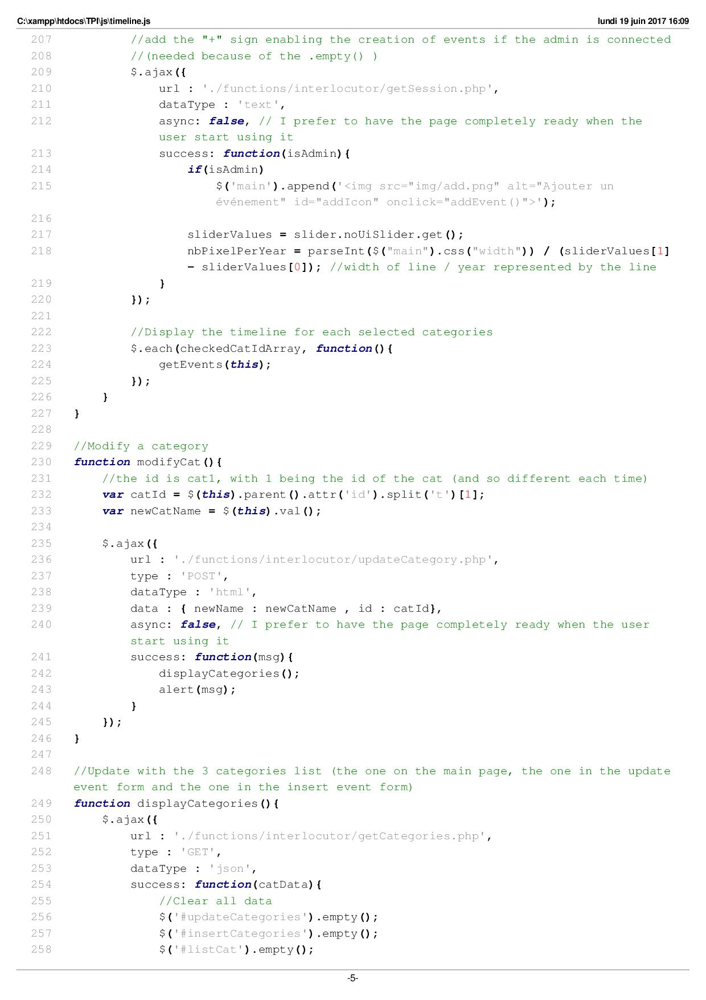 C:\xampp\htdocs\TPI\js\timeline.js lundi 19 juin 2017 16:09
207 //add the "+" sign enabling the creation of events if the admin is connected
208 //(needed because of the .empty() )
209 $.ajax({
210 url : './functions/interlocutor/getSession.php',
211 dataType : 'text',
212 async: false, // I prefer to have the page completely ready when the
user start using it
213 success: function(isAdmin){
214 if(isAdmin)
215 $('main').append('<img src="img/add.png" alt="Ajouter un
événement" id="addIcon" onclick="addEvent()">');
216
217 sliderValues = slider.noUiSlider.get();
218 nbPixelPerYear = parseInt($("main").css("width")) / (sliderValues[1]
- sliderValues[0]); //width of line / year represented by the line
219 }
220 });
221
222 //Display the timeline for each selected categories
223 $.each(checkedCatIdArray, function(){
224 getEvents(this);
225 });
226 }
227 }
228
229 //Modify a category
230 function modifyCat(){
231 //the id is cat1, with 1 being the id of the cat (and so different each time)
232 var catId = $(this).parent().attr('id').split('t')[1];
233 var newCatName = $(this).val();
234
235 $.ajax({
236 url : './functions/interlocutor/updateCategory.php',
237 type : 'POST',
238 dataType : 'html',
239 data : { newName : newCatName , id : catId},
240 async: false, // I prefer to have the page completely ready when the user
start using it
241 success: function(msg){
242 displayCategories();
243 alert(msg);
244 }
245 });
246 }
247
248 //Update with the 3 categories list (the one on the main page, the one in the update
event form and the one in the insert event form)
249 function displayCategories(){
250 $.ajax({
251 url : './functions/interlocutor/getCategories.php',
252 type : 'GET',
253 dataType : 'json',
254 success: function(catData){
255 //Clear all data
256 $('#updateCategories').empty();
257 $('#insertCategories').empty();
258 $('#listCat').empty();
-5-